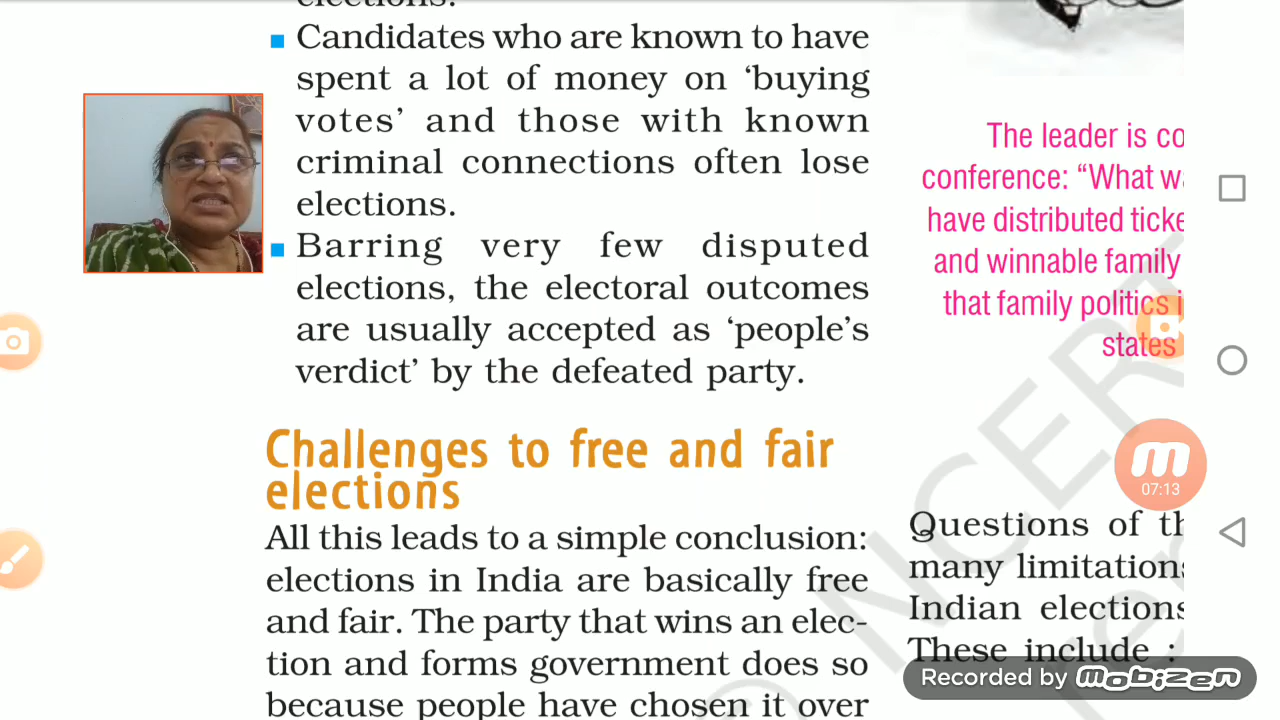 elections.
Candidates who are known to have
spent a lot of money on ‘buying
votes’ and those with known
criminal connections often lose
elections.
Barring very few disputed
elections, the electoral outcomes
are usually accepted as ‘people’s
verdict’ by the defeated party.
Challenges to free and fair
elections
All this leads to a simple conclusion:
elections in India are basically free
and fair. The party that wins an elec-
tion and forms government does so
because people have chosen it over
The leader is co
conference: “What wa
have distributed ticke
and winnable family
that family politics i
states
Questions of th
many limitations
Indian elections
These include :
NCERT
07:13
Recorded by mobizen